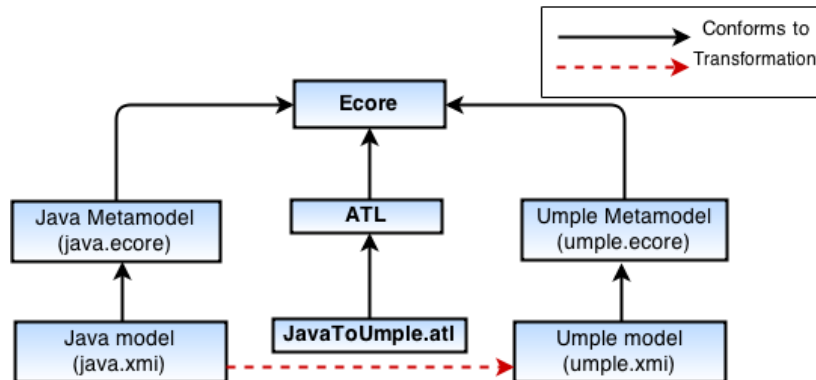 Conforms to
Transformation
Ecore
Java Metamodel
(java.ecore)
ATL
Umple Metamodel
(umple.ecore)
Java model
(java.xmi)
JavaToUmple.atl
Umple model
(umple.xmi)